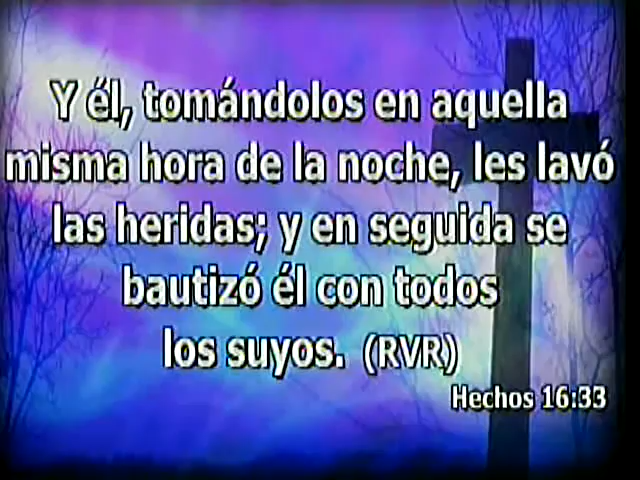 Y él, tomándolos en aquella
misma hora de la noche, les lavó
las heridas; y en seguida se
bautizó él con todos
los suyos. (RVR)
Hechos 16:33